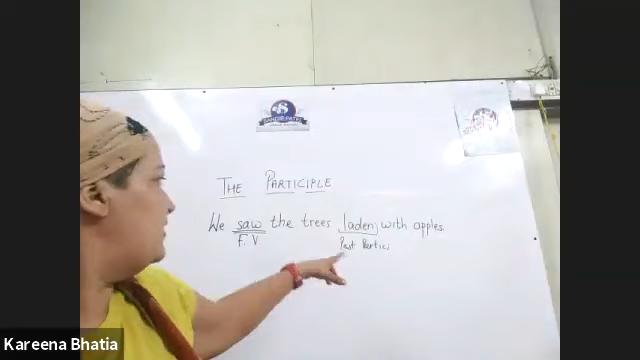 THE PARTICIPLE
We saw the trees laden with apples.
F. V
Past Partici
Kareena Bhatia